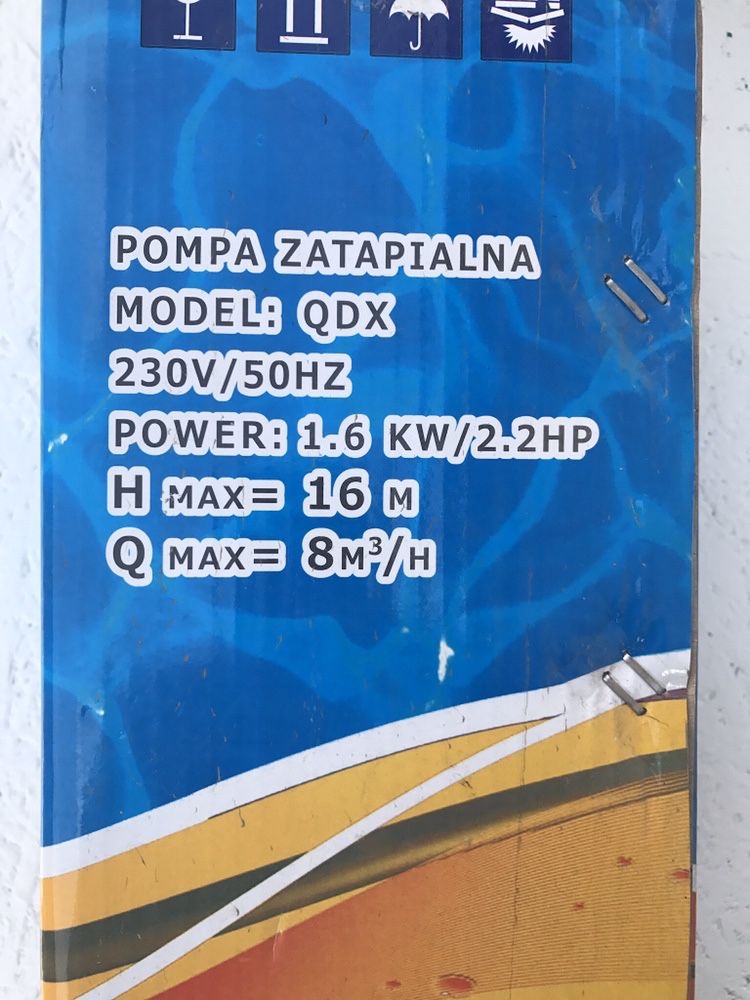 POMPA ZATAPIALNA
MODEL: QDX
230V/50HZ
POWER: 1.6 KW/2.2HP
H MAX= 16 M
Q MAX= 8M³/H